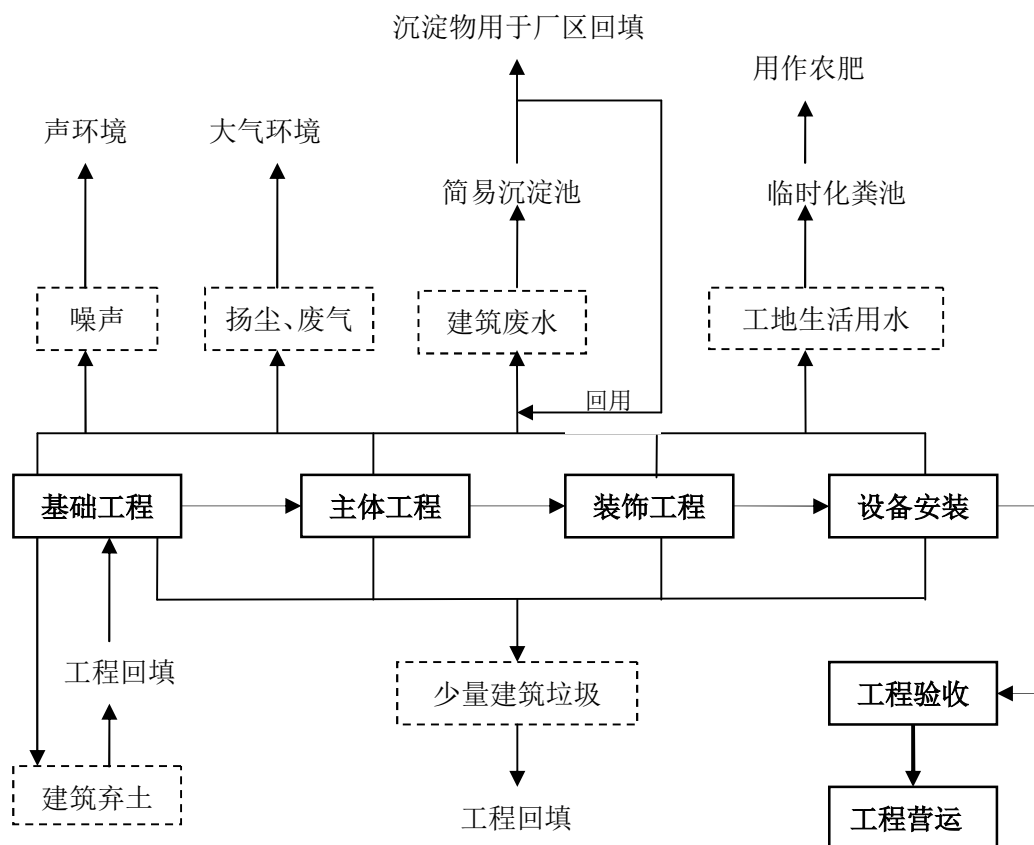 沉淀物用于厂区回填
用作农肥
声环境
大气环境
简易沉淀池
临时化粪池
噪声
扬尘、废气
建筑废水
工地生活用水
回用
基础工程
主体工程
装饰工程
设备安装
工程回填
少量建筑垃圾
工程验收
建筑弃土
工程回填
工程营运